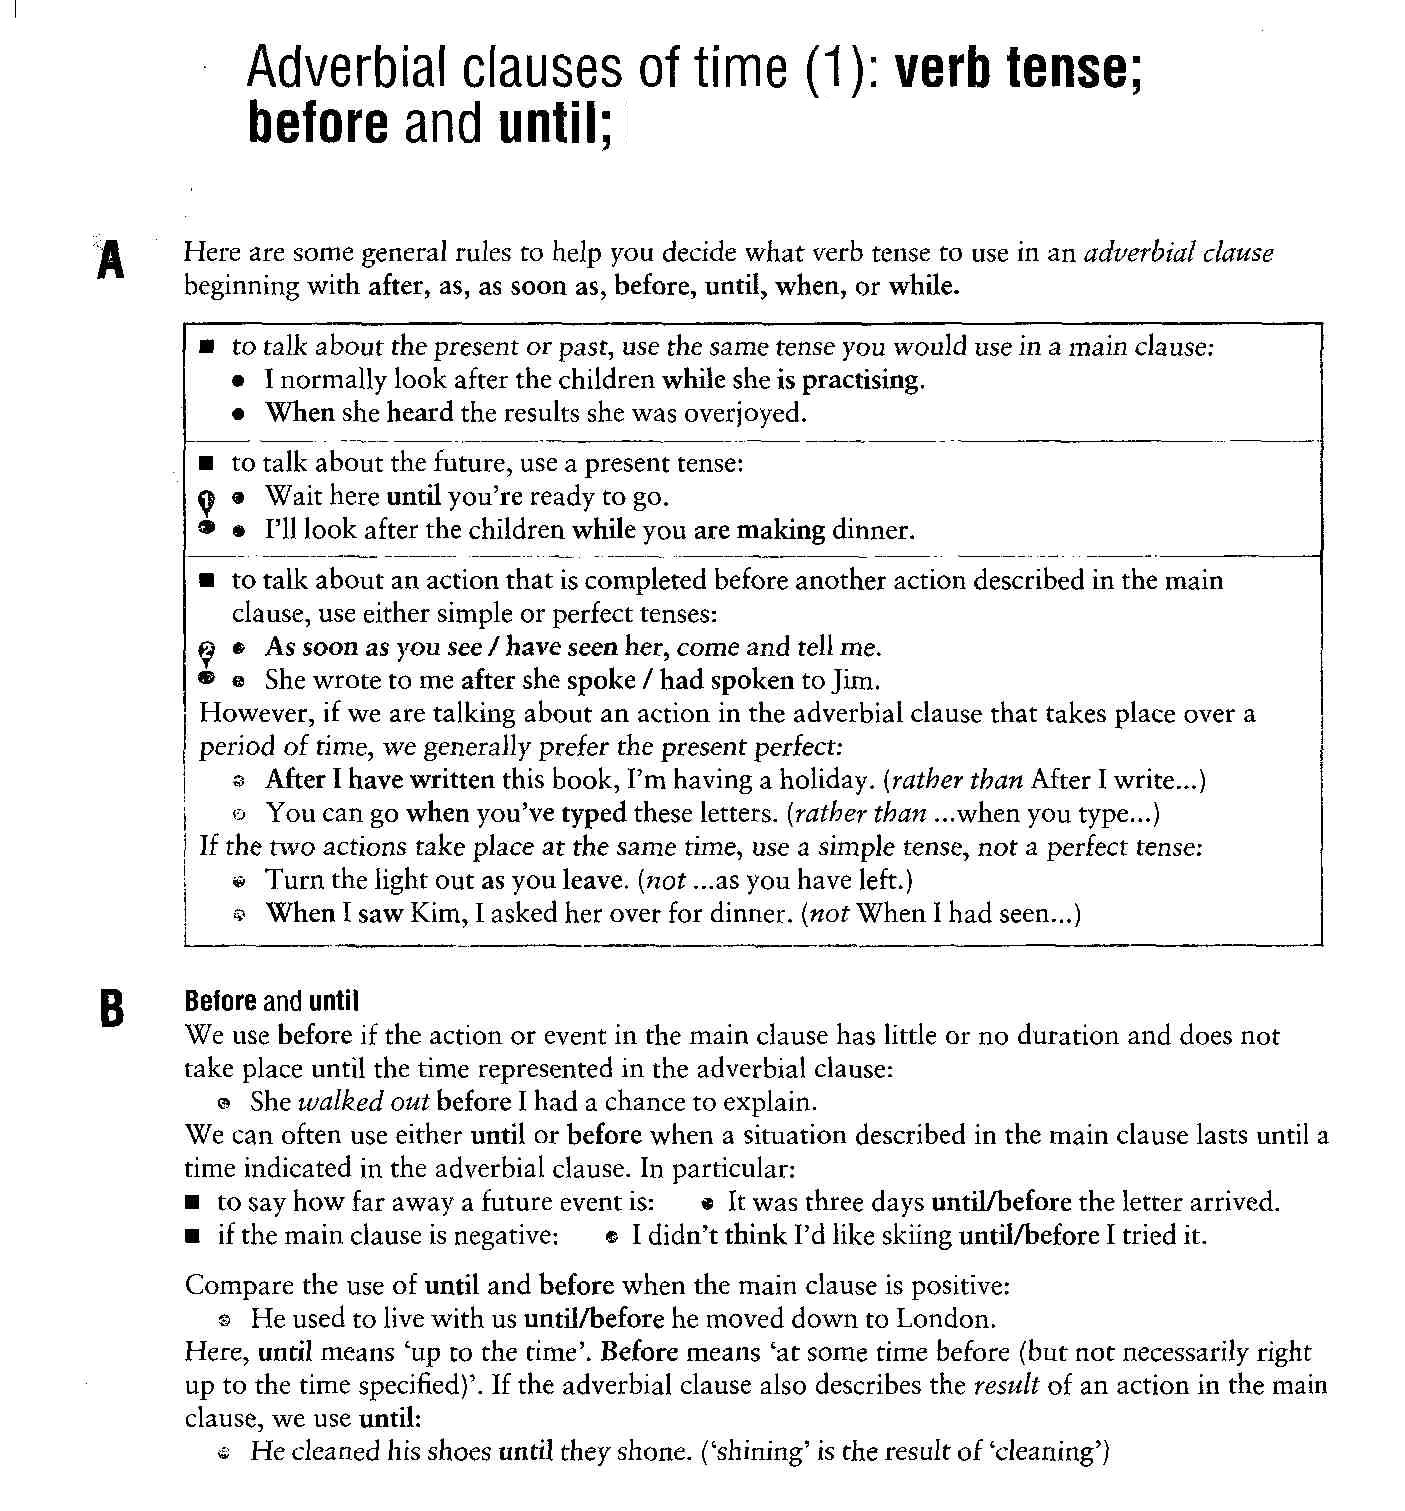 Adverbial clauses of time (1): verb tense;
before and until;
A
Here are some general rules to help you decide what verb tense to use in an adverbial clause
beginning with after, as, as soon as, before, until, when, or while.
■ to talk about the present or past, use the same tense you would use in a main clause:
● I normally look after the children while she is practising.
● When she heard the results she was overjoyed.
■ to talk about the future, use a present tense:
1 ● Wait here until you're ready to go.
● I'll look after the children while you are making dinner.
■ to talk about an action that is completed before another action described in the main
clause, use either simple or perfect tenses:
2 ● As soon as you see / have seen her, come and tell me.
● She wrote to me after she spoke / had spoken to Jim.
However, if we are talking about an action in the adverbial clause that takes place over a
period of time, we generally prefer the present perfect:
● After I have written this book, I'm having a holiday. (rather than After I write...)
● You can go when you've typed these letters. (rather than ...when you type...)
If the two actions take place at the same time, use a simple tense, not a perfect tense:
● Turn the light out as you leave. (not ...as you have left.)
● When I saw Kim, I asked her over for dinner. (not When I had seen...)
B
Before and until
We use before if the action or event in the main clause has little or no duration and does not
take place until the time represented in the adverbial clause:
● She walked out before I had a chance to explain.
We can often use either until or before when a situation described in the main clause lasts until a
time indicated in the adverbial clause. In particular:
■ to say how far away a future event is: ● It was three days until/before the letter arrived.
■ if the main clause is negative: ● I didn't think I'd like skiing until/before I tried it.
Compare the use of until and before when the main clause is positive:
● He used to live with us until/before he moved down to London.
Here, until means 'up to the time'. Before means 'at some time before (but not necessarily right
up to the time specified)'. If the adverbial clause also describes the result of an action in the main
clause, we use until:
● He cleaned his shoes until they shone. ('shining' is the result of 'cleaning')